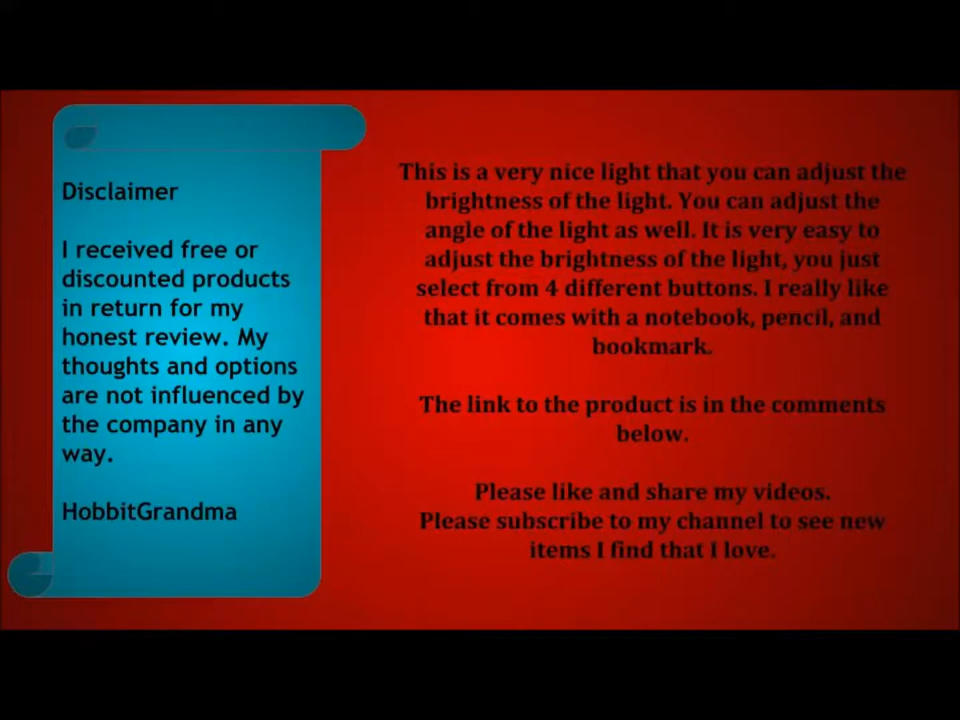 Disclaimer
I received free or
discounted products
in return for my
honest review. My
thoughts and options
are not influenced by
the company in any
way.
HobbitGrandma
This is a very nice light that you can adjust the
brightness of the light. You can adjust the
angle of the light as well. It is very easy to
adjust the brightness of the light, you just
select from 4 different buttons. I really like
that it comes with a notebook, pencil, and
bookmark.
The link to the product is in the comments
below.
Please like and share my videos.
Please subscribe to my channel to see new
items I find that I love.